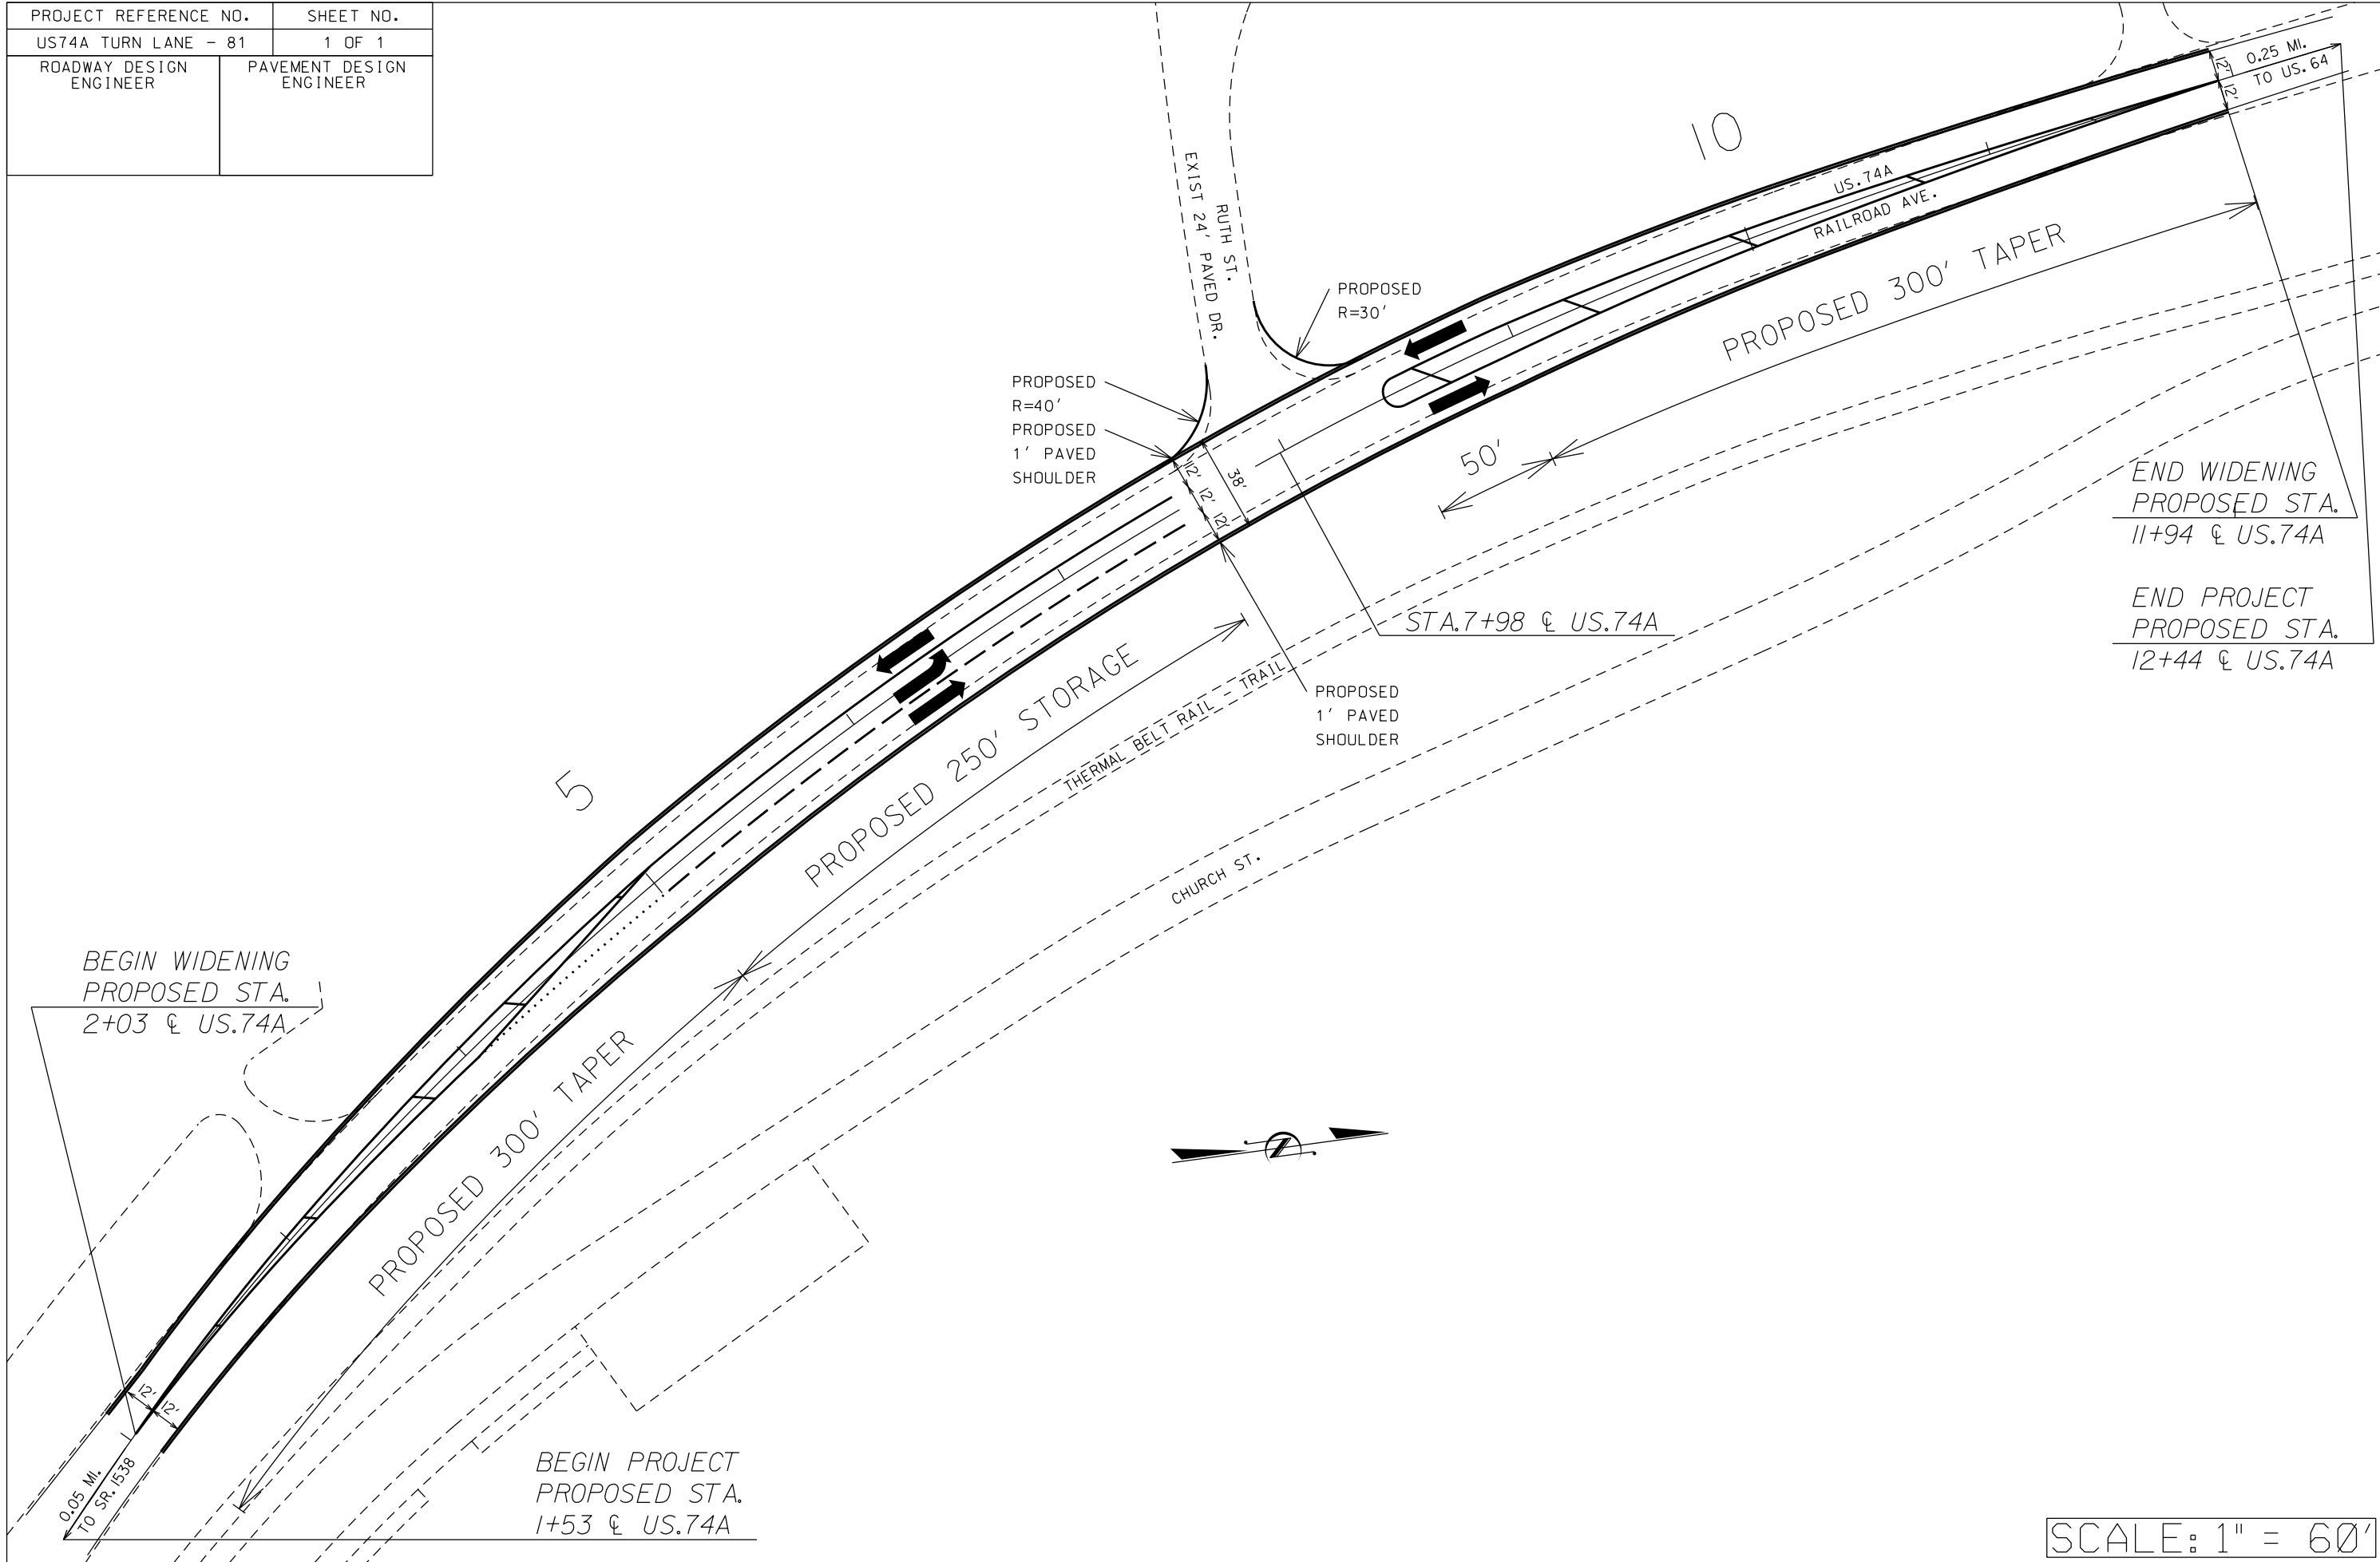 PROJECT REFERENCE NO.
SHEET NO.
US74A TURN LANE - 81
1 OF 1
ROADWAY DESIGN
ENGINEER
PAVEMENT DESIGN
ENGINEER
0.25 MI.
TO US.64
12'
12'
10
US.74A
RAILROAD AVE.
PROPOSED 300' TAPER
EXIST 24' PAVED DR.
RUTH ST.
PROPOSED
R=30'
PROPOSED
R=40'
PROPOSED
1' PAVED
SHOULDER
12'
12'
12'
38'
50'
END WIDENING
PROPOSED STA.
11+94 ℄ US.74A
END PROJECT
PROPOSED STA.
12+44 ℄ US.74A
STA.7+98 ℄ US.74A
PROPOSED
1' PAVED
SHOULDER
THERMAL BELT RAIL - TRAIL
PROPOSED 250' STORAGE
5
CHURCH ST.
BEGIN WIDENING
PROPOSED STA.
2+03 ℄ US.74A
PROPOSED 300' TAPER
12'
12'
0.05 MI.
TO SR.1538
BEGIN PROJECT
PROPOSED STA.
1+53 ℄ US.74A
SCALE: 1" = 60'